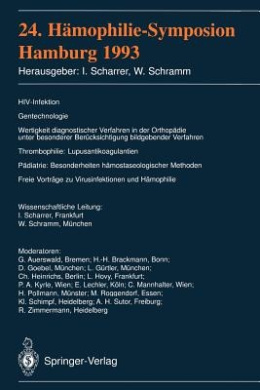 24. Hämophilie-Symposion
Hamburg 1993
Herausgeber: I. Scharrer, W. Schramm
HIV-Infektion
Gentechnologie
Wertigkeit diagnostischer Verfahren in der Orthopädie
unter besonderer Berücksichtigung bildgebender Verfahren
Thrombophilie: Lupusantikoagulantien
Pädiatrie: Besonderheiten hämostaseologischer Methoden
Freie Vorträge zu Virusinfektionen und Hämophilie
Wissenschaftliche Leitung:
I. Scharrer, Frankfurt
W. Schramm, München
Moderatoren:
G. Auerswald, Bremen; H.-H. Brackmann, Bonn;
D. Goebel, München; L. Gürtler, München;
Ch. Heinrichs, Berlin; L. Hovy, Frankfurt;
P. A. Kyrle, Wien; E. Lechler, Köln; C. Mannhalter, Wien;
H. Pollmann. Münster; M. Roggendorf, Essen;
Kl. Schimpf, Heidelberg; A. H. Sutor, Freiburg;
R. Zimmermann, Heidelberg
Springer-Verlag